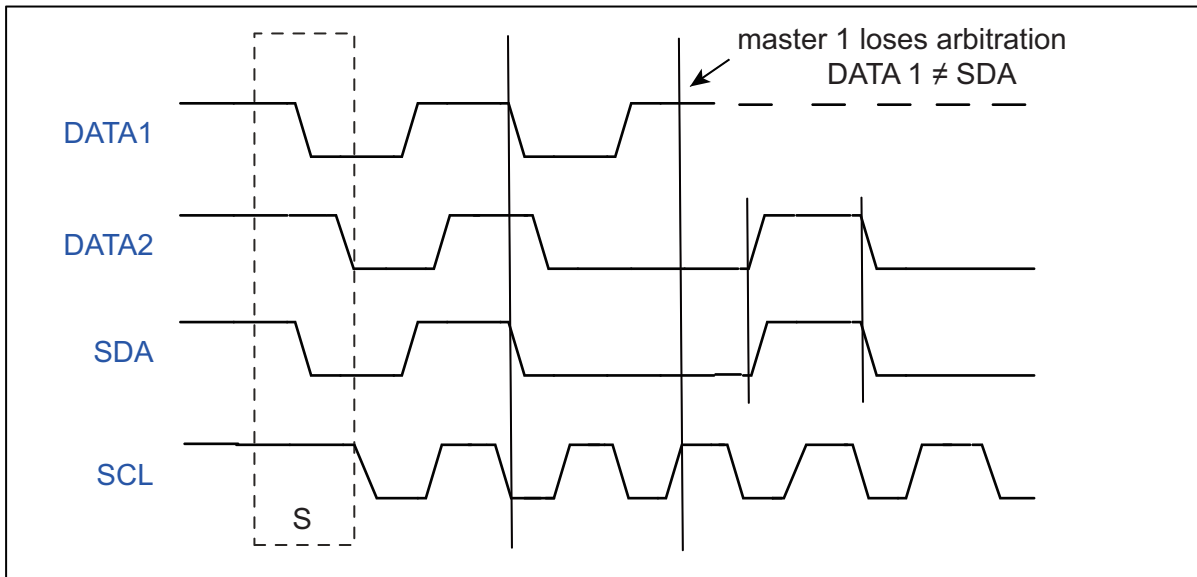 master 1 loses arbitration
DATA 1 ≠ SDA
DATA1
DATA2
SDA
SCL
S